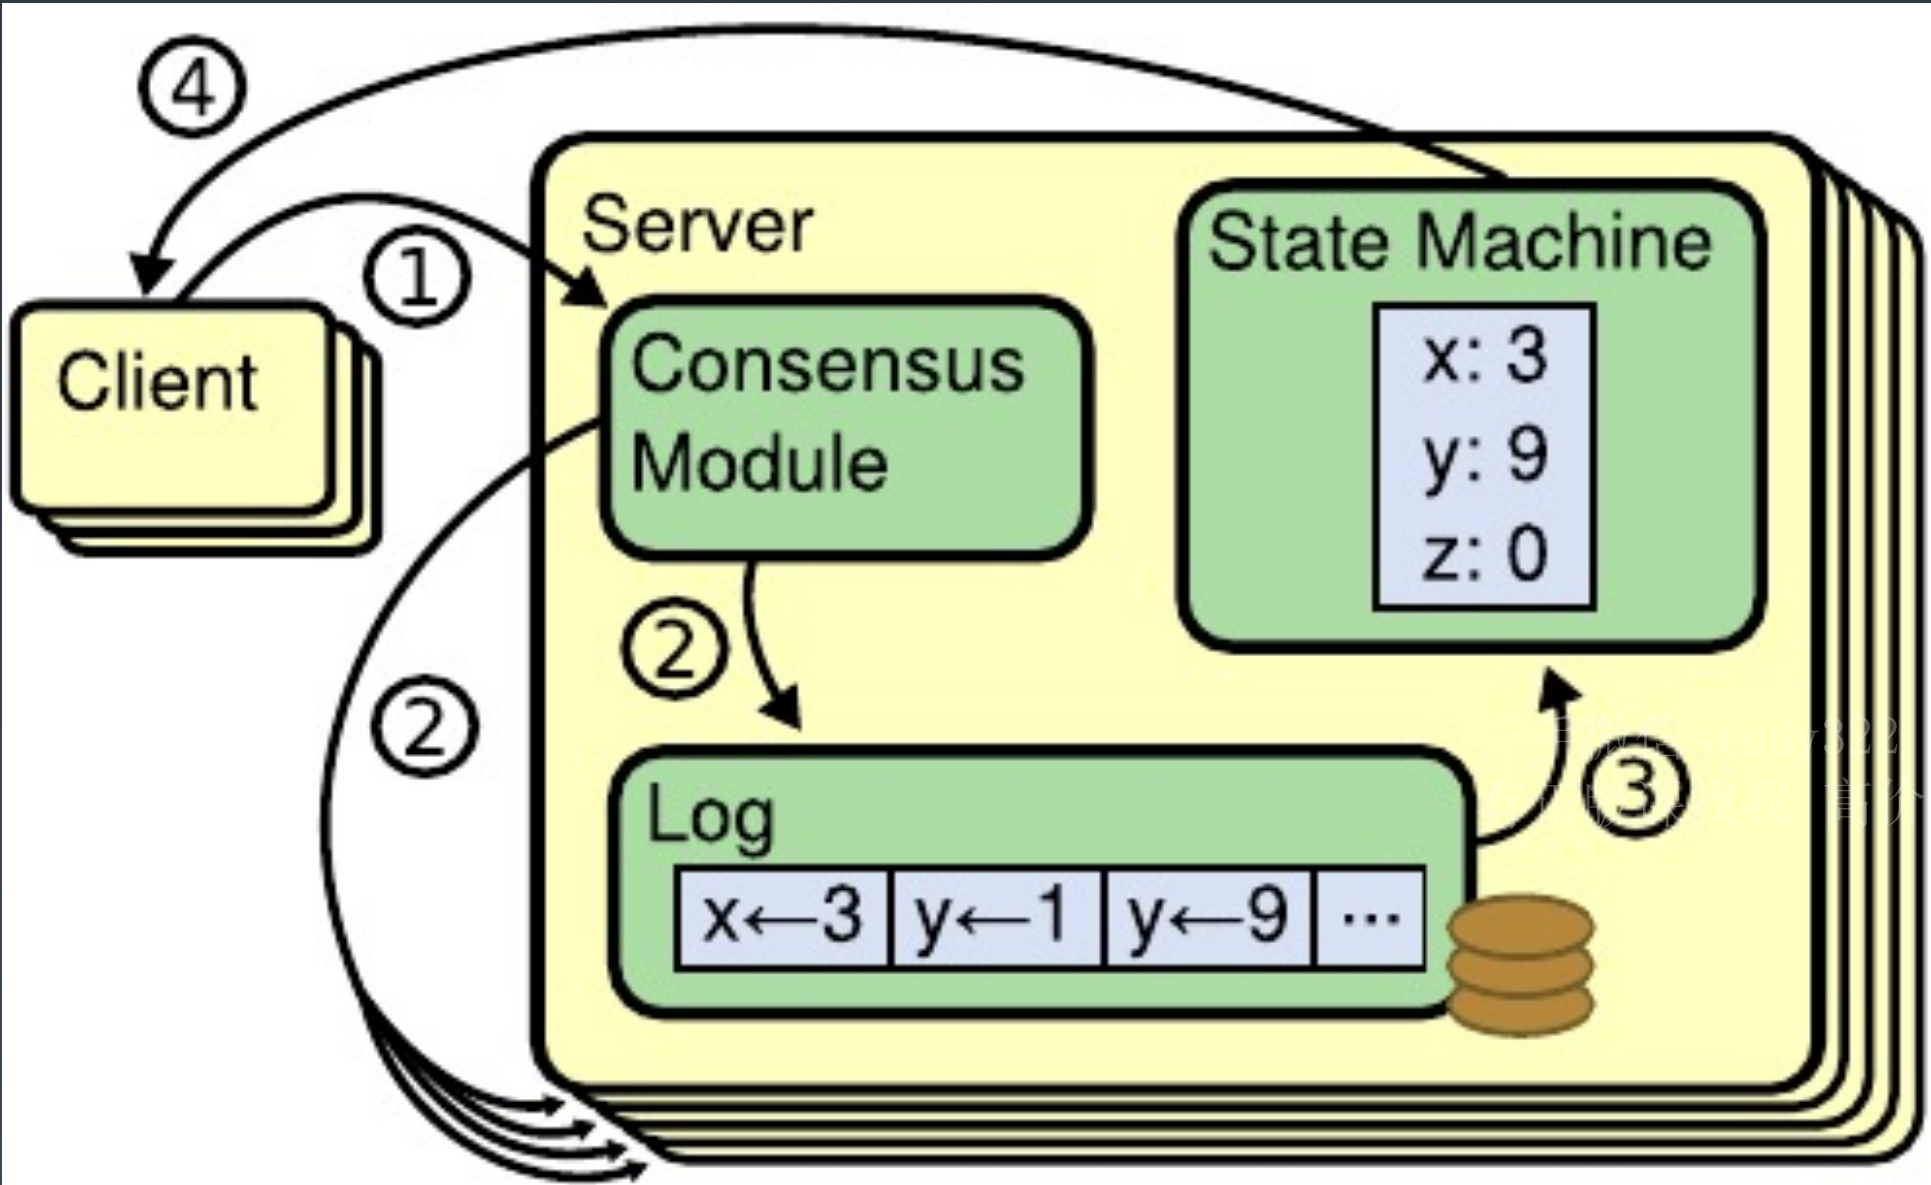 ④
①
Server
State Machine
Client
Consensus
Module
x: 3
y: 9
z: 0
②
②
③
Log
x←3
y←1
y←9
...